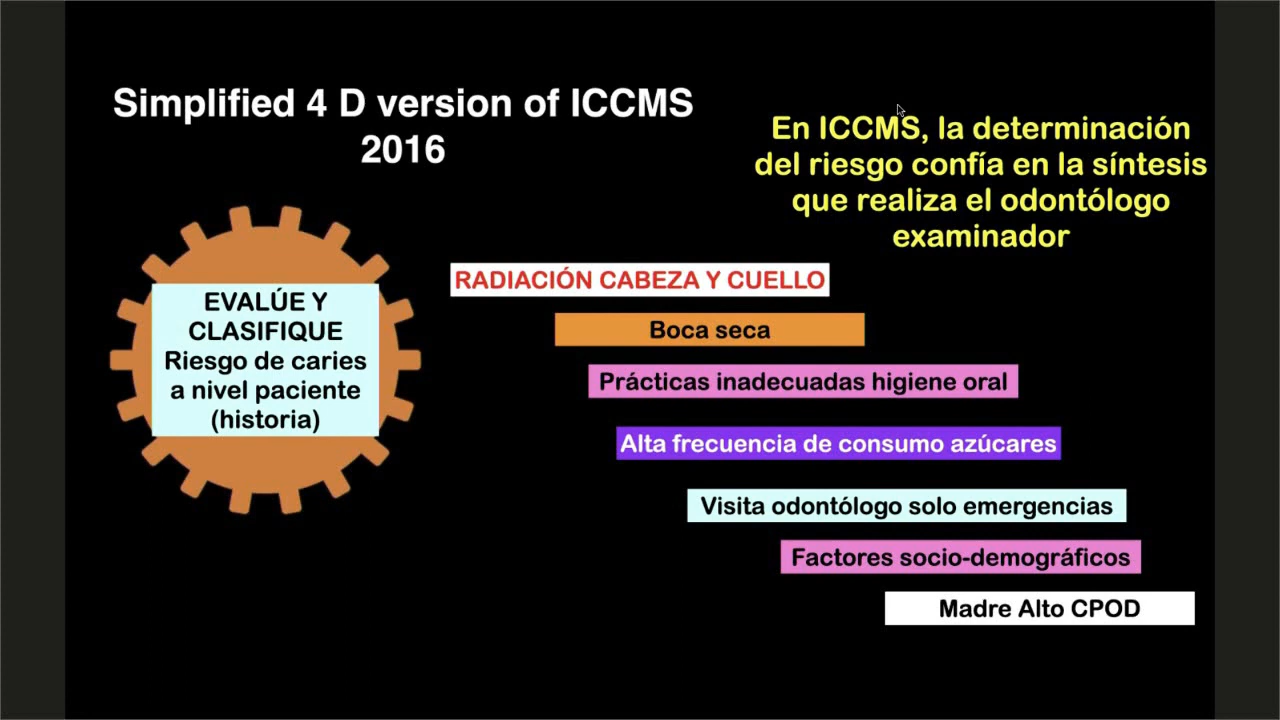 Simplified 4 D version of ICCMS
2016
En ICCMS, la determinación
del riesgo confía en la síntesis
que realiza el odontólogo
examinador
EVALÚE Y
CLASIFIQUE
Riesgo de caries
a nivel paciente
(historia)
RADIACIÓN CABEZA Y CUELLO
Boca seca
Prácticas inadecuadas higiene oral
Alta frecuencia de consumo azúcares
Visita odontólogo solo emergencias
Factores socio-demográficos
Madre Alto CPOD